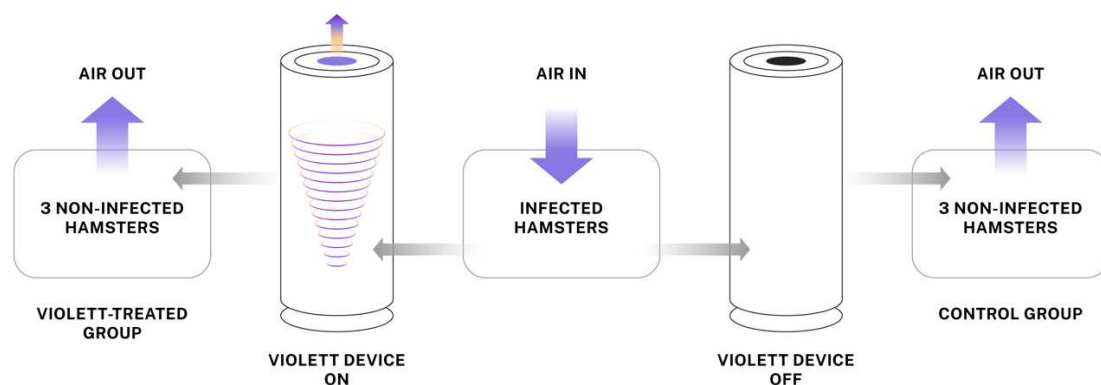 AIR OUT
3 NON-INFECTED
HAMSTERS
VIOLETT-TREATED
GROUP
VIOLETT DEVICE
ON
AIR IN
INFECTED
HAMSTERS
VIOLETT DEVICE
OFF
AIR OUT
3 NON-INFECTED
HAMSTERS
CONTROL GROUP